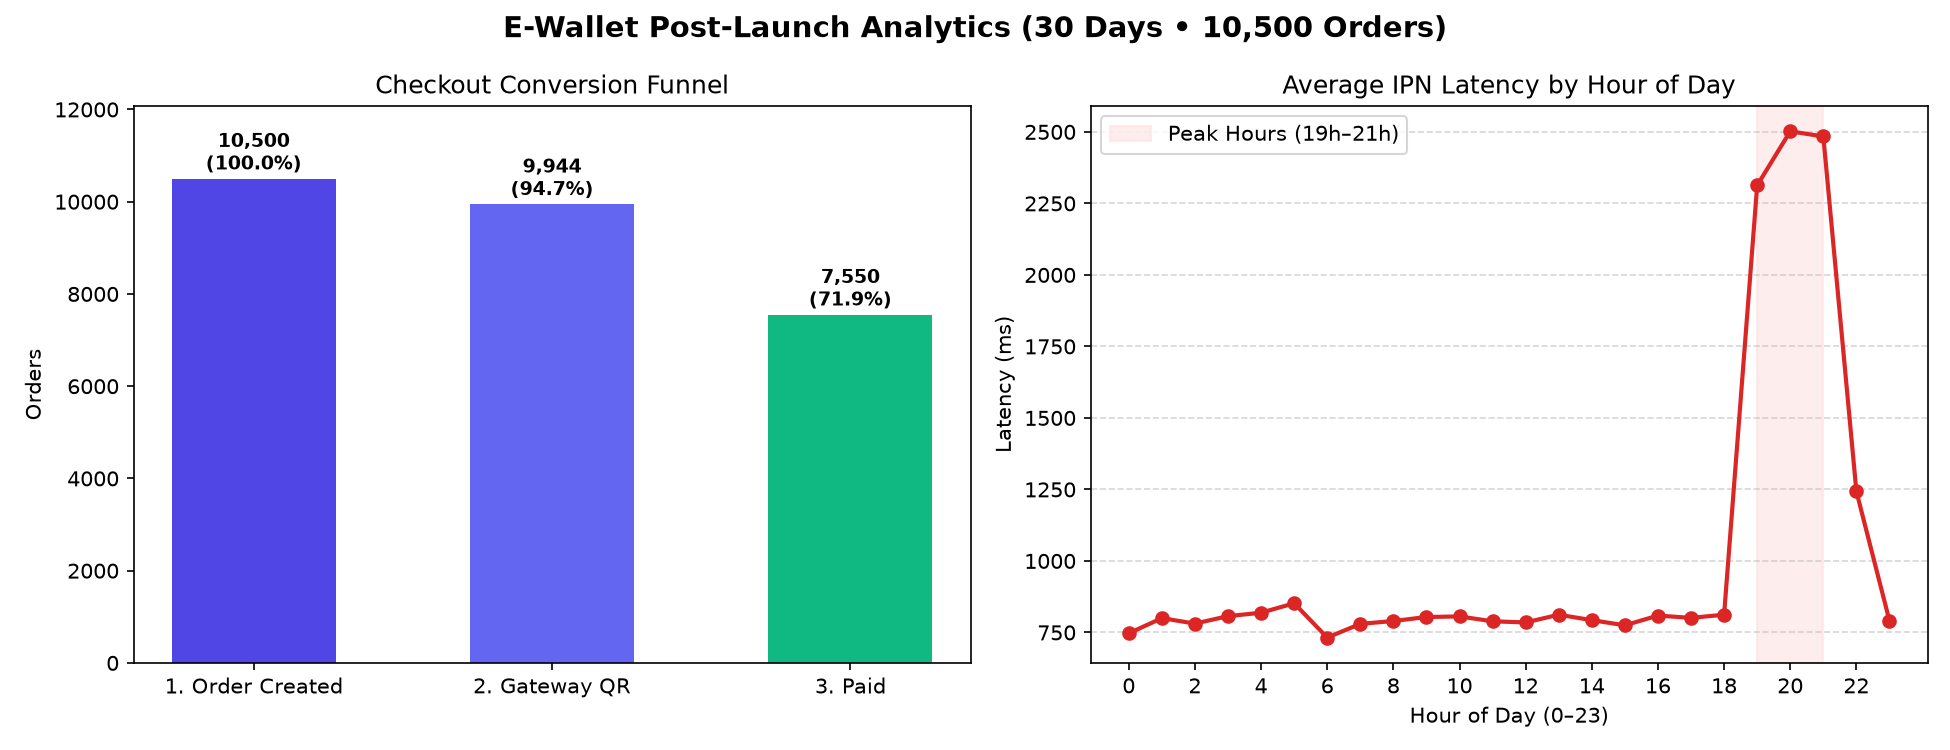 E-Wallet Post-Launch Analytics (30 Days • 10,500 Orders)
Checkout Conversion Funnel
Orders
12000
10000
8000
6000
4000
2000
0
10,500
(100.0%)
9,944
(94.7%)
7,550
(71.9%)
1. Order Created
2. Gateway QR
3. Paid
Average IPN Latency by Hour of Day
Peak Hours (19h–21h)
Latency (ms)
2500
2250
2000
1750
1500
1250
1000
750
0 2 4 6 8 10 12 14 16 18 20 22
Hour of Day (0–23)